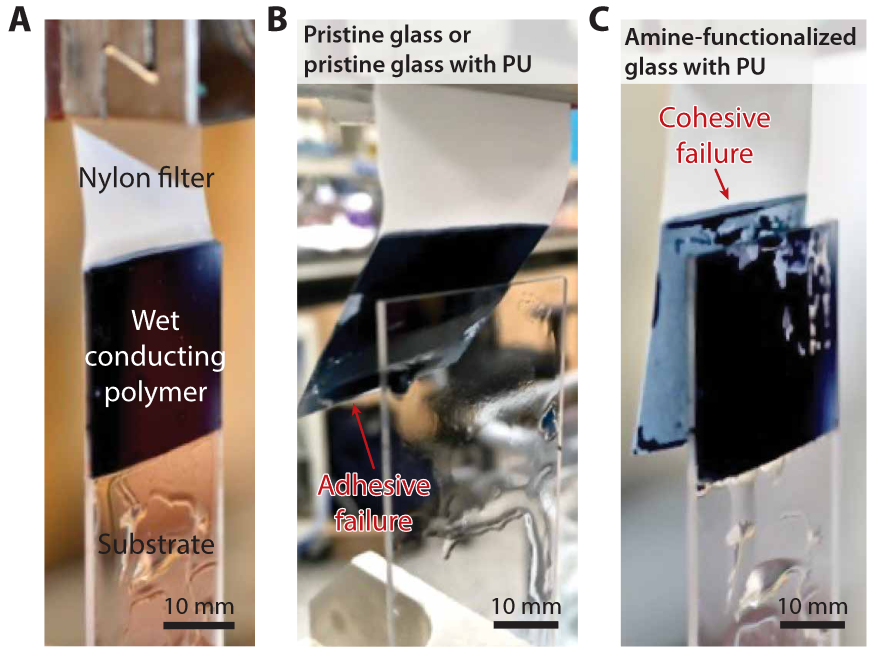 A
Nylon filter
Wet
conducting
polymer
Substrate
10 mm
B
Pristine glass or
pristine glass with PU
Adhesive
failure
10 mm
C
Amine-functionalized
glass with PU
Cohesive
failure
10 mm